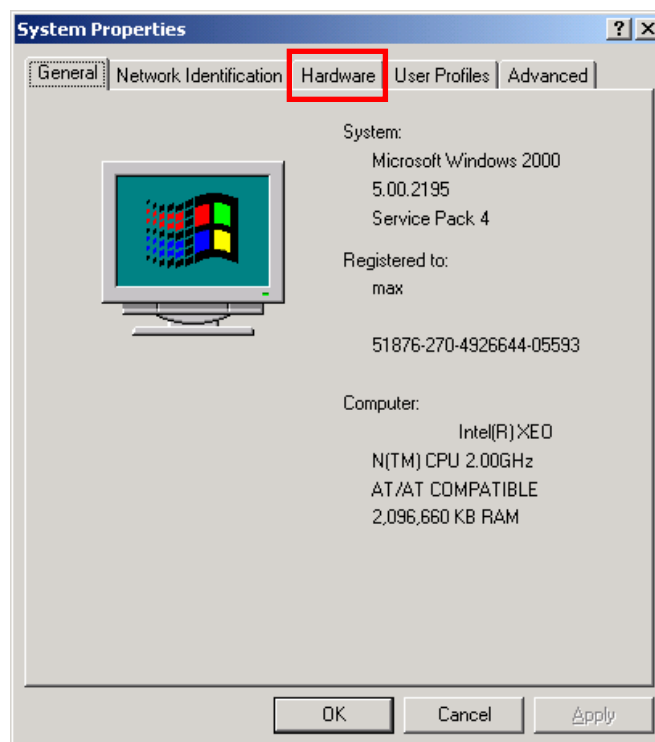 System Properties
General Network Identification Hardware User Profiles Advanced
System:
Microsoft Windows 2000
5.00.2195
Service Pack 4
Registered to:
max
51876-270-4926644-05593
Computer:
Intel(R) XEO
N(TM) CPU 2.00GHz
AT/AT COMPATIBLE
2,096,660 KB RAM
OK Cancel Apply